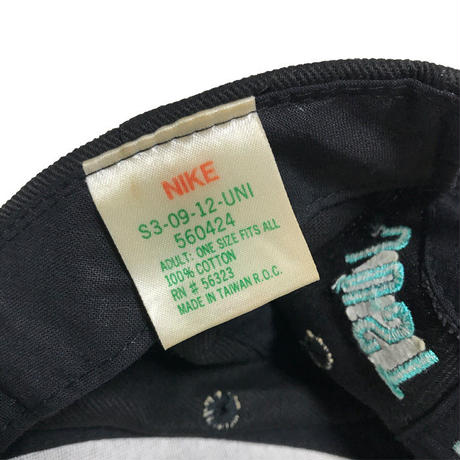 NIKE
S3-09-12-UNI
560424
ADULT: ONE SIZE FITS ALL
100% COTTON
RN # 56323
MADE IN TAIWAN R.O.C.